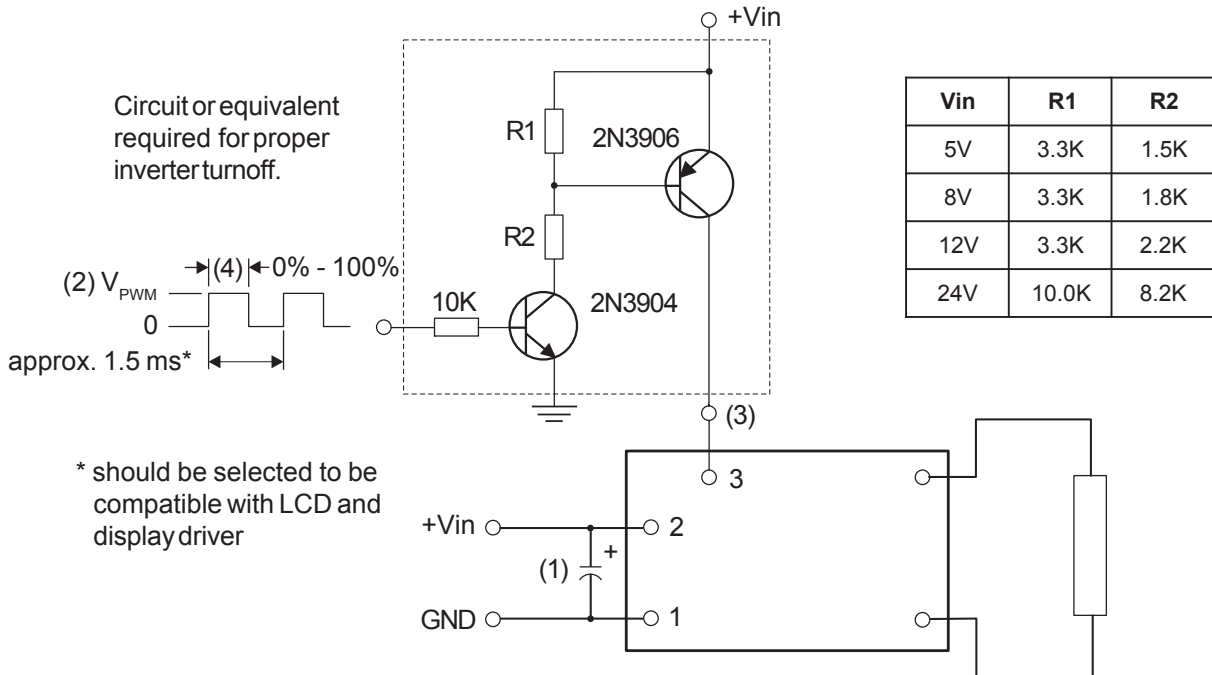 +Vin
Circuit or equivalent
required for proper
inverter turnoff.
R1
2N3906
R2
(2) VPWM
(4)
0% - 100%
0
10K
2N3904
approx. 1.5 ms*
(3)
* should be selected to be
compatible with LCD and
display driver
3
+Vin
2
(1)
+
GND
1
Vin R1 R2
5V 3.3K 1.5K
8V 3.3K 1.8K
12V 3.3K 2.2K
24V 10.0K 8.2K